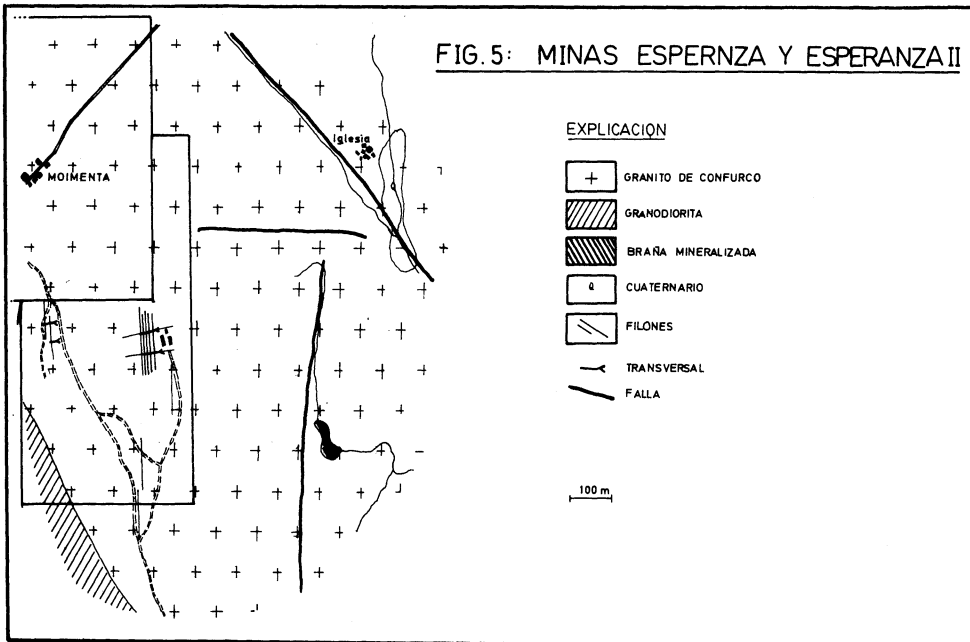 FIG. 5: MINAS ESPERNZA Y ESPERANZA II
EXPLICACION
GRANITO DE CONFURCO
GRANODIORITA
BRAÑA MINERALIZADA
Q CUATERNARIO
FILONES
TRANSVERSAL
FALLA
100 m
Iglesia
Q
MOIMENTA